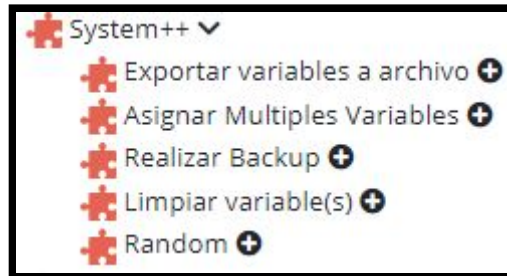 System++
Exportar variables a archivo
Asignar Multiples Variables
Realizar Backup
Limpiar variable(s)
Random